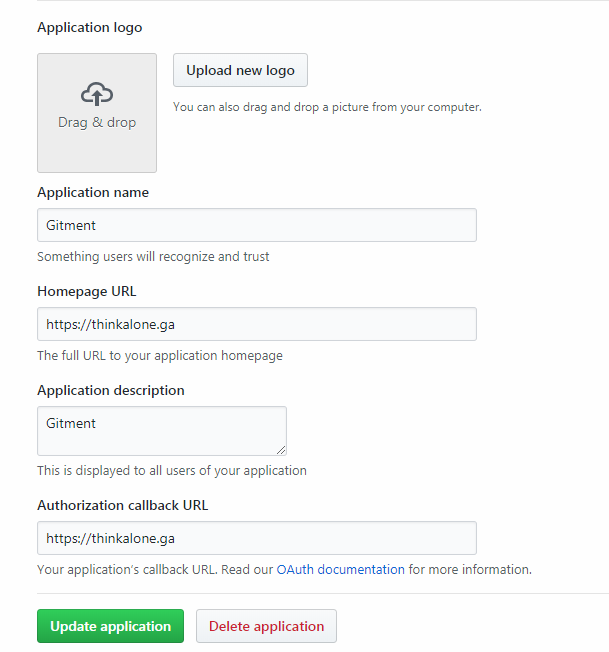 Application logo
Upload new logo
Drag & drop
You can also drag and drop a picture from your computer.
Application name
Gitment
Something users will recognize and trust
Homepage URL
https://thinkalone.ga
The full URL to your application homepage
Application description
Gitment
This is displayed to all users of your application
Authorization callback URL
https://thinkalone.ga
Your application's callback URL. Read our OAuth documentation for more information.
Update application
Delete application